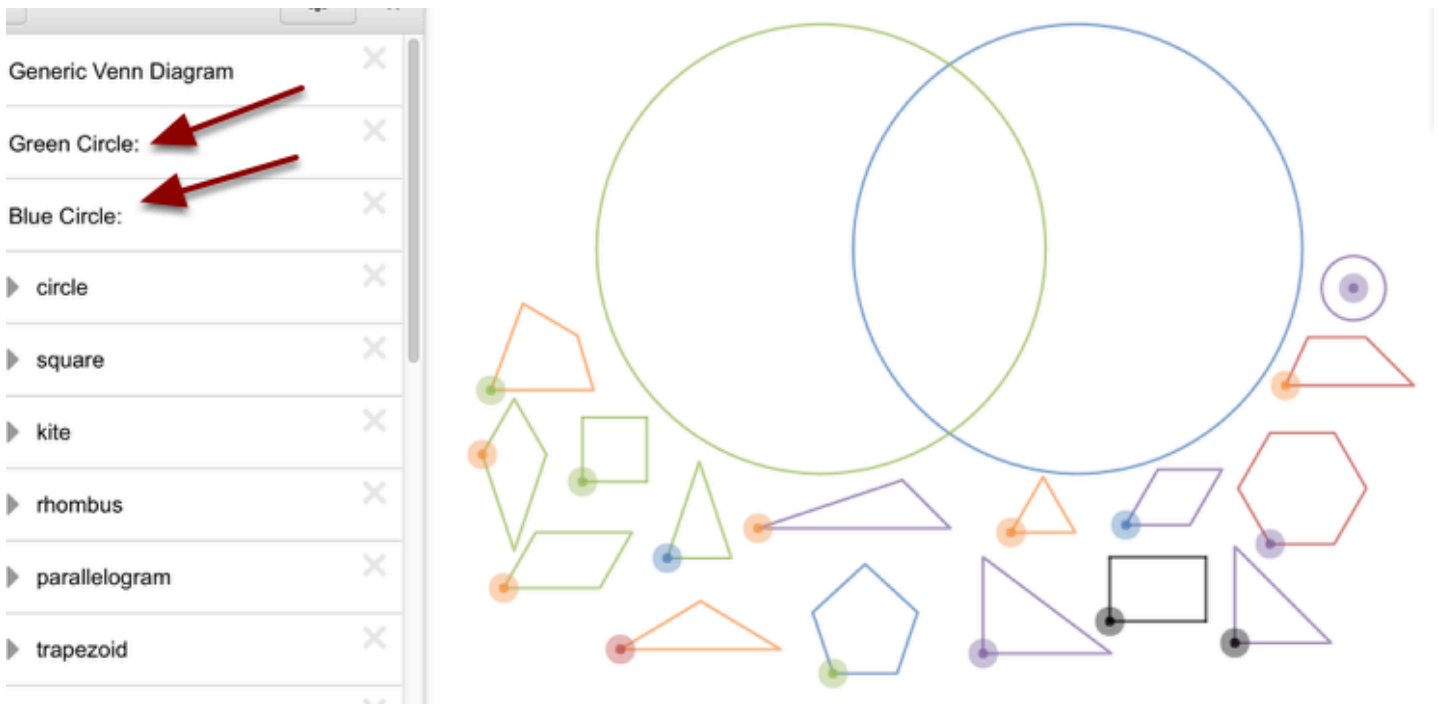 Generic Venn Diagram
Green Circle:
Blue Circle:
circle
square
kite
rhombus
parallelogram
trapezoid